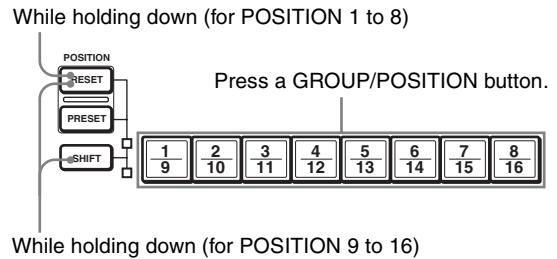 While holding down (for POSITION 1 to 8)
POSITION
RESET
Press a GROUP/POSITION button.
PRESET
SHIFT
1 2 3 4 5 6 7 8
9 10 11 12 13 14 15 16
While holding down (for POSITION 9 to 16)